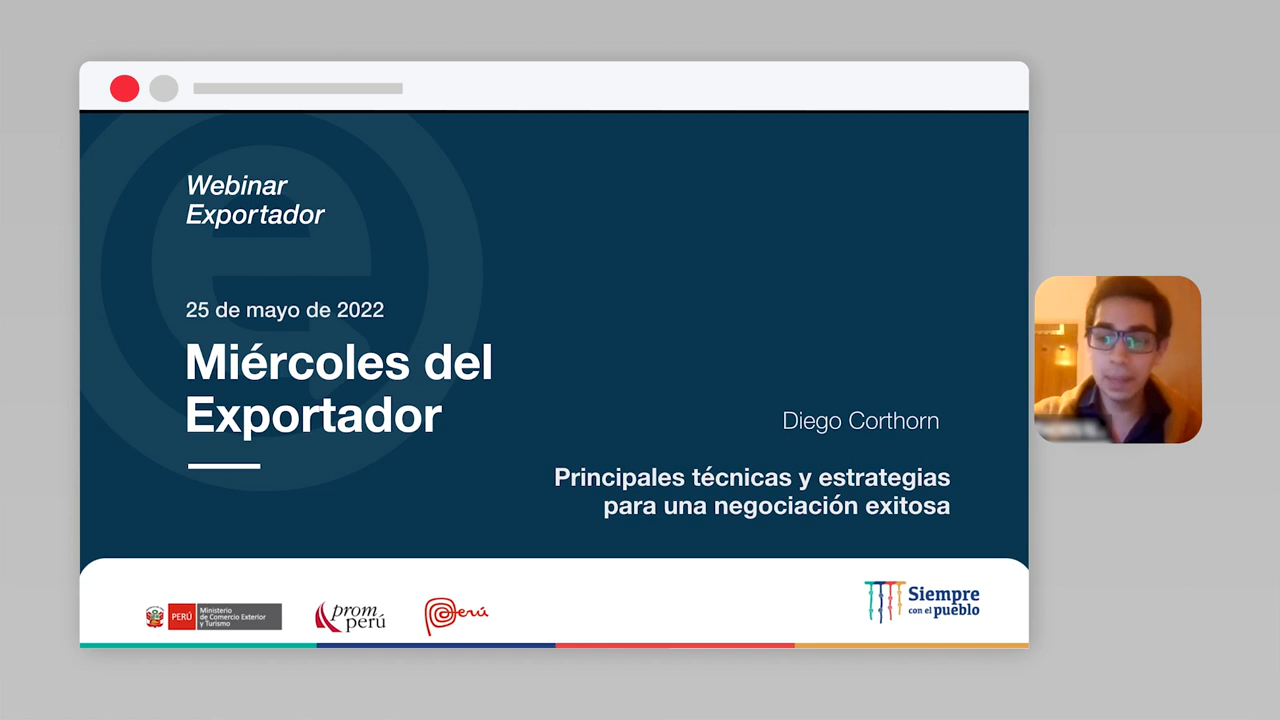 Webinar
Exportador
25 de mayo de 2022
Miércoles del
Exportador
Diego Corthorn
Principales técnicas y estrategias
para una negociación exitosa
PERÚ
Ministerio
de Comercio Exterior
y Turismo
prom
perú
Perú
Siempre
con el pueblo